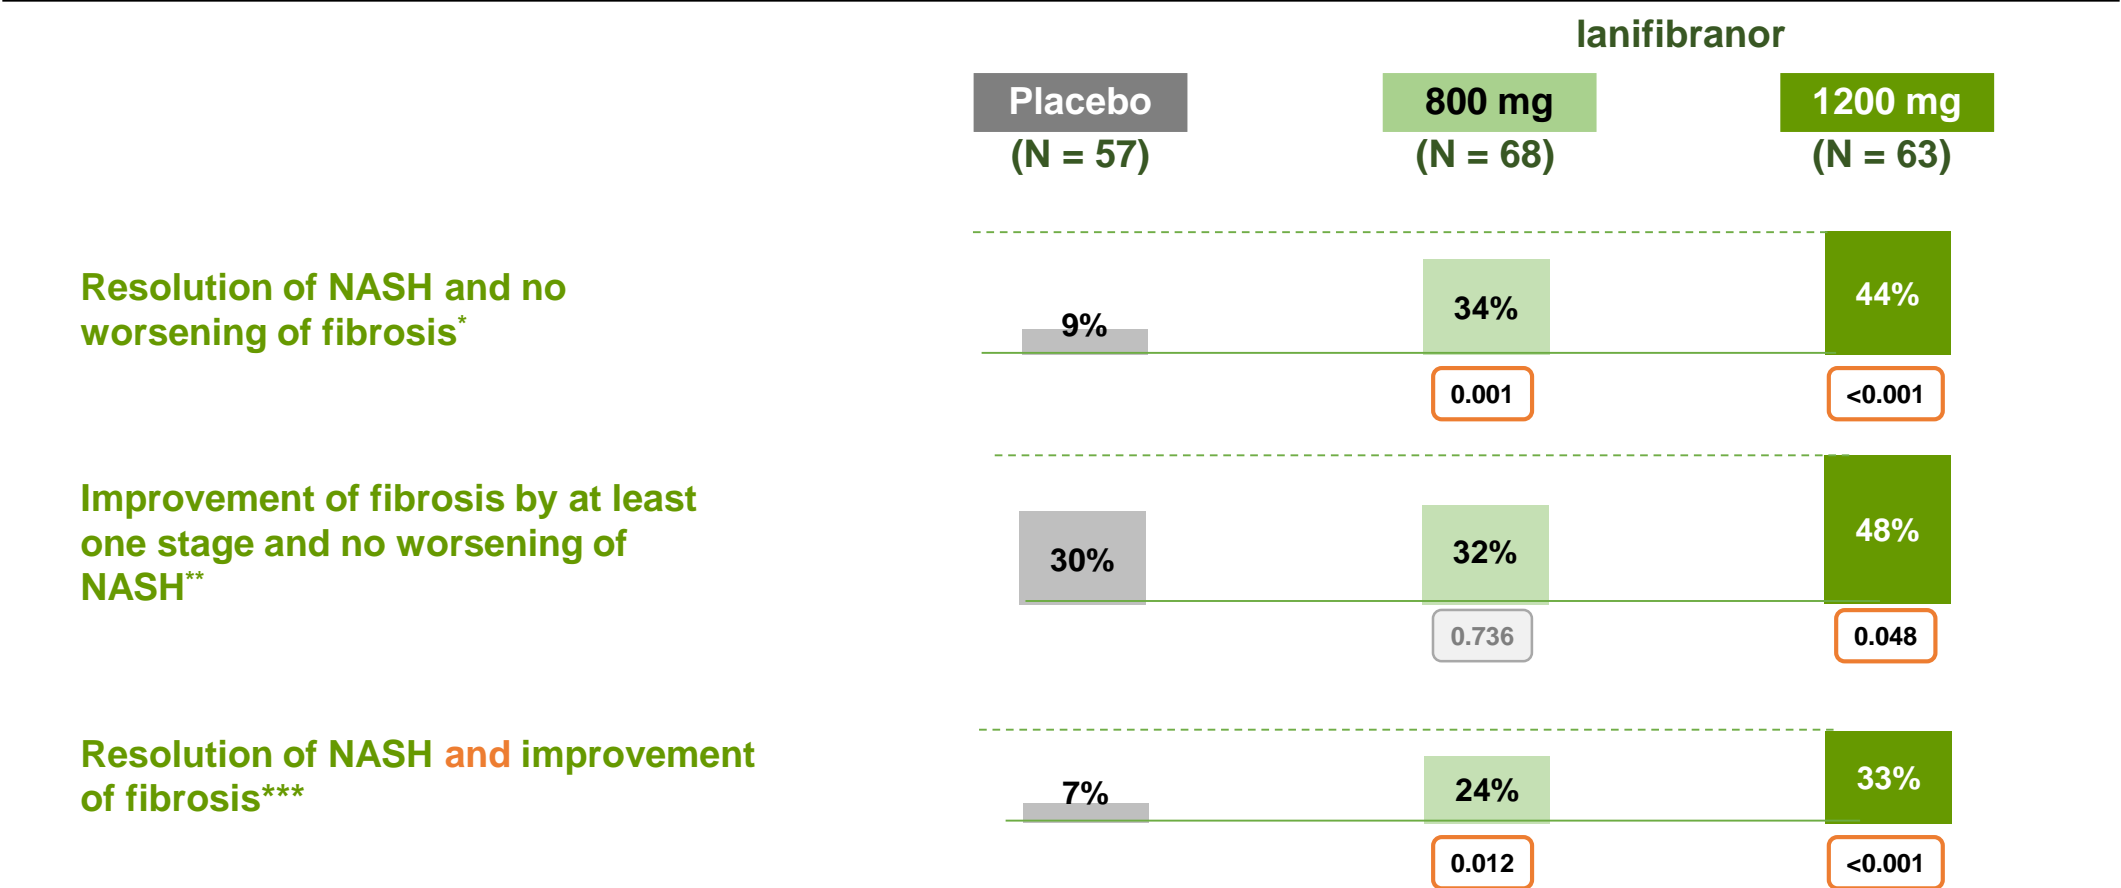 lanifibranor
Placebo 800 mg 1200 mg
(N = 57) (N = 68) (N = 63)
Resolution of NASH and no
worsening of fibrosis*
9% 34% 44%
0.001 <0.001
Improvement of fibrosis by at least
one stage and no worsening of
NASH**
30% 32% 48%
0.736 0.048
Resolution of NASH and improvement
of fibrosis***
7% 24% 33%
0.012 <0.001